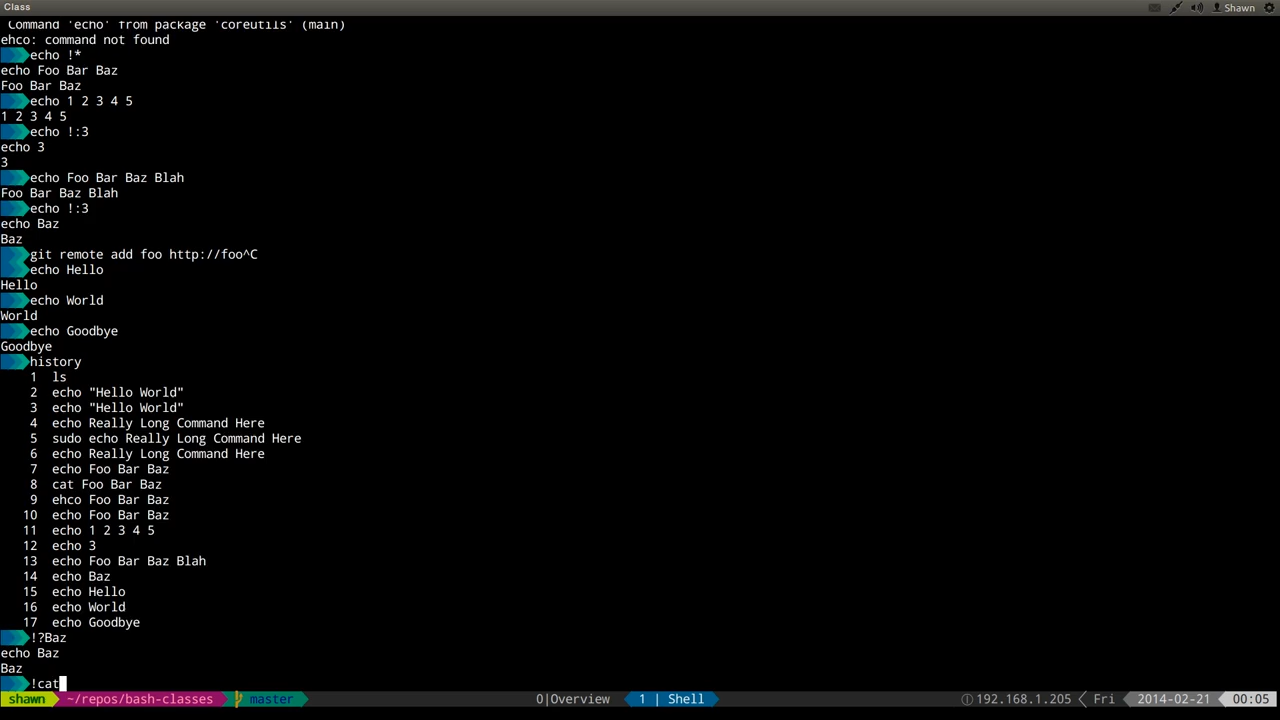 Class
Shawn
Command 'echo' from package 'coreutils' (main)
ehco: command not found
echo !*
echo Foo Bar Baz
Foo Bar Baz
echo 1 2 3 4 5
1 2 3 4 5
echo !:3
echo 3
3
echo Foo Bar Baz Blah
Foo Bar Baz Blah
echo !:3
echo Baz
Baz
git remote add foo http://foo^C
echo Hello
Hello
echo World
World
echo Goodbye
Goodbye
history
1 ls
2 echo "Hello World"
3 echo "Hello World"
4 echo Really Long Command Here
5 sudo echo Really Long Command Here
6 echo Really Long Command Here
7 echo Foo Bar Baz
8 cat Foo Bar Baz
9 ehco Foo Bar Baz
10 echo Foo Bar Baz
11 echo 1 2 3 4 5
12 echo 3
13 echo Foo Bar Baz Blah
14 echo Baz
15 echo Hello
16 echo World
17 echo Goodbye
!?Baz
echo Baz
Baz
!cat
shawn ~/repos/bash-classes master 0|Overview 1 | Shell 192.168.1.205 Fri 2014-02-21 00:05